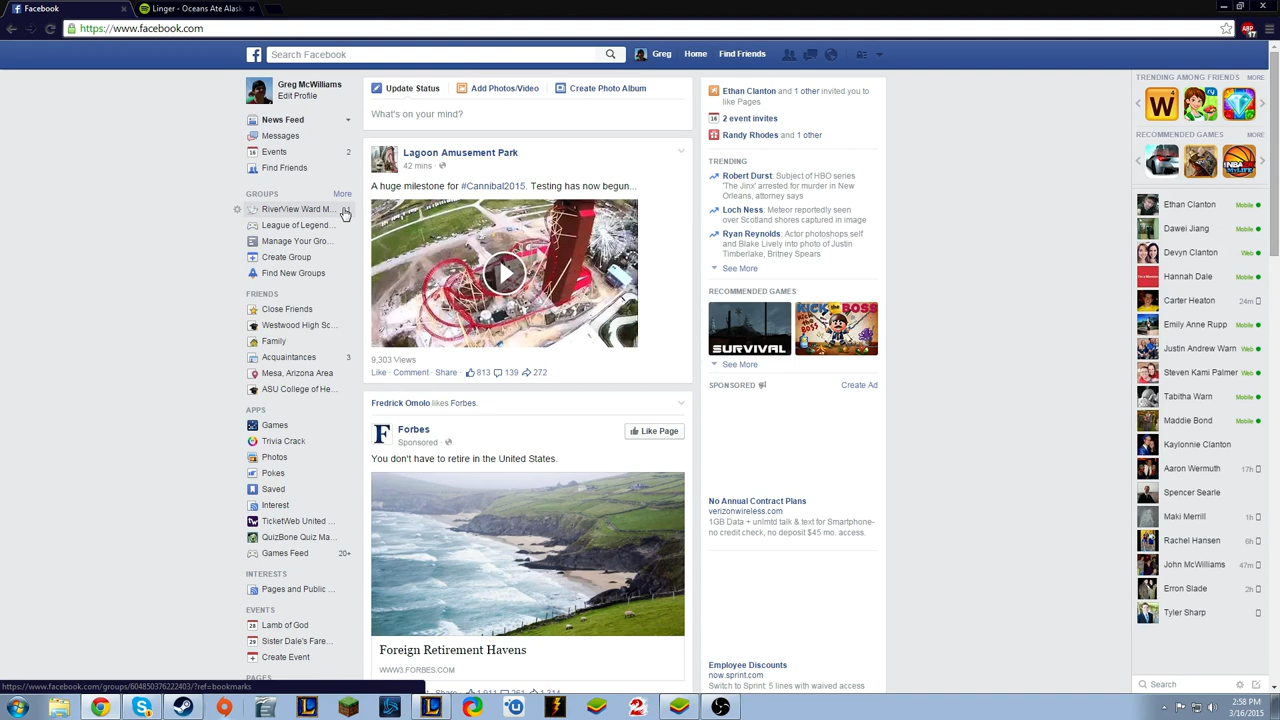 Facebook
Linger - Oceans Ate Alask
https://www.facebook.com
Search Facebook
Greg
Home
Find Friends
Greg McWilliams
Edit Profile
News Feed
Messages
Events 2
Find Friends
GROUPS More
RiverView Ward M...
League of Legend...
Manage Your Gro...
Create Group
Find New Groups
FRIENDS
Close Friends
Westwood High Sc...
Family
Acquaintances 3
Mesa, Arizona Area
ASU College of He...
APPS
Games
Trivia Crack
Photos
Pokes
Saved
Interest
TicketWeb United ...
QuizBone Quiz Ma...
Games Feed 20+
INTERESTS
Pages and Public ...
EVENTS
Lamb of God
Sister Dale's Fare...
Create Event
PAGES
https://www.facebook.com/groups/604850376222403/?ref=bookmarks
Update Status
Add Photos/Video
Create Photo Album
What's on your mind?
Lagoon Amusement Park
42 mins ·
A huge milestone for #Cannibal2015. Testing has now begun...
9,303 Views
Like · Comment · Share · 813 139 272
Fredrick Omolo likes Forbes.
Forbes
Sponsored ·
Like Page
You don't have to retire in the United States.
Foreign Retirement Havens
WWW3.FORBES.COM
Ethan Clanton and 1 other invited you to
like Pages
2 event invites
Randy Rhodes and 1 other
TRENDING
Robert Durst: Subject of HBO series
'The Jinx' arrested for murder in New
Orleans, attorney says
Loch Ness: Meteor reportedly seen
over Scotland shores captured in image
Ryan Reynolds: Actor photoshops self
and Blake Lively into photo of Justin
Timberlake, Britney Spears
See More
RECOMMENDED GAMES
SURVIVAL
KICK the BOSS
See More
SPONSORED
Create Ad
No Annual Contract Plans
verizonwireless.com
1GB Data + unlmtd talk & text for Smartphone-
no credit check, no deposit $45 mo. access.
Employee Discounts
now.sprint.com
Switch to Sprint: 5 lines with waived access
TRENDING AMONG FRIENDS MORE
RECOMMENDED GAMES MORE
Ethan Clanton Mobile
Dawei Jiang Mobile
Devyn Clanton Web
Hannah Dale Mobile
Carter Heaton 24m
Emily Anne Rupp Mobile
Justin Andrew Warn Web
Steven Kami Palmer Web
Tabitha Warn Mobile
Maddie Bond Mobile
Kaylonnie Clanton
Aaron Wermuth 17h
Spencer Searle
Maki Merrill 1h
Rachel Hansen 6h
John McWilliams 47m
Erron Slade 2h
Tyler Sharp
Search
2:58 PM
3/16/2015